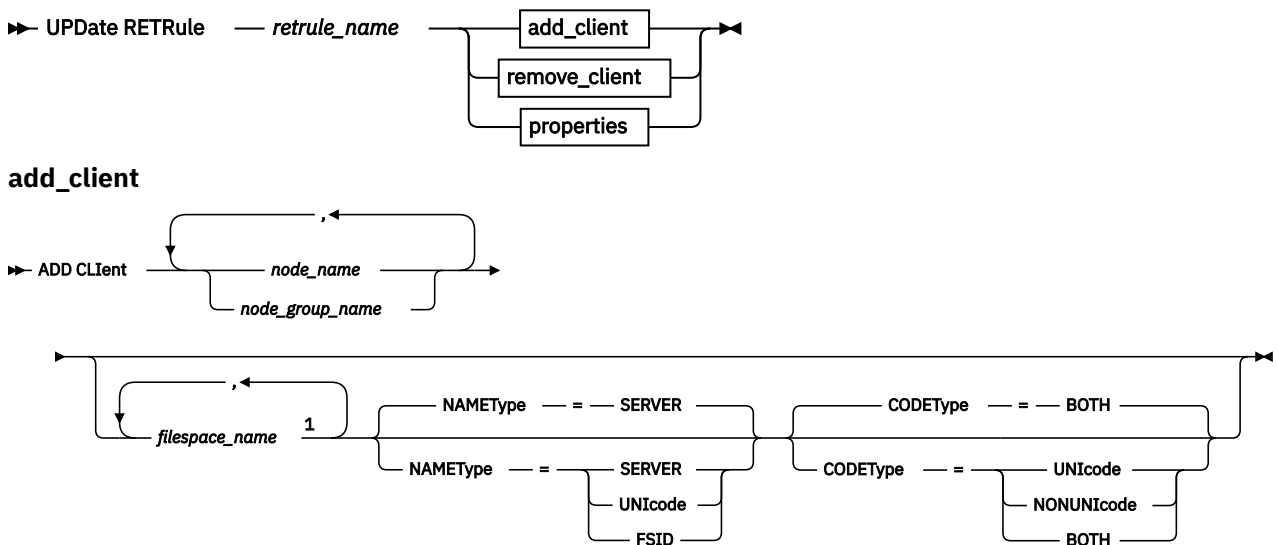 UPDate RETRule retrule_name add_client
remove_client
properties
add_client
,
ADD CLIent node_name
node_group_name
,
filespace_name 1
NAMEType = SERVER
CODEType = BOTH
NAMEType = SERVER
UNIcode
FSID
CODEType = UNIcode
NONUNIcode
BOTH